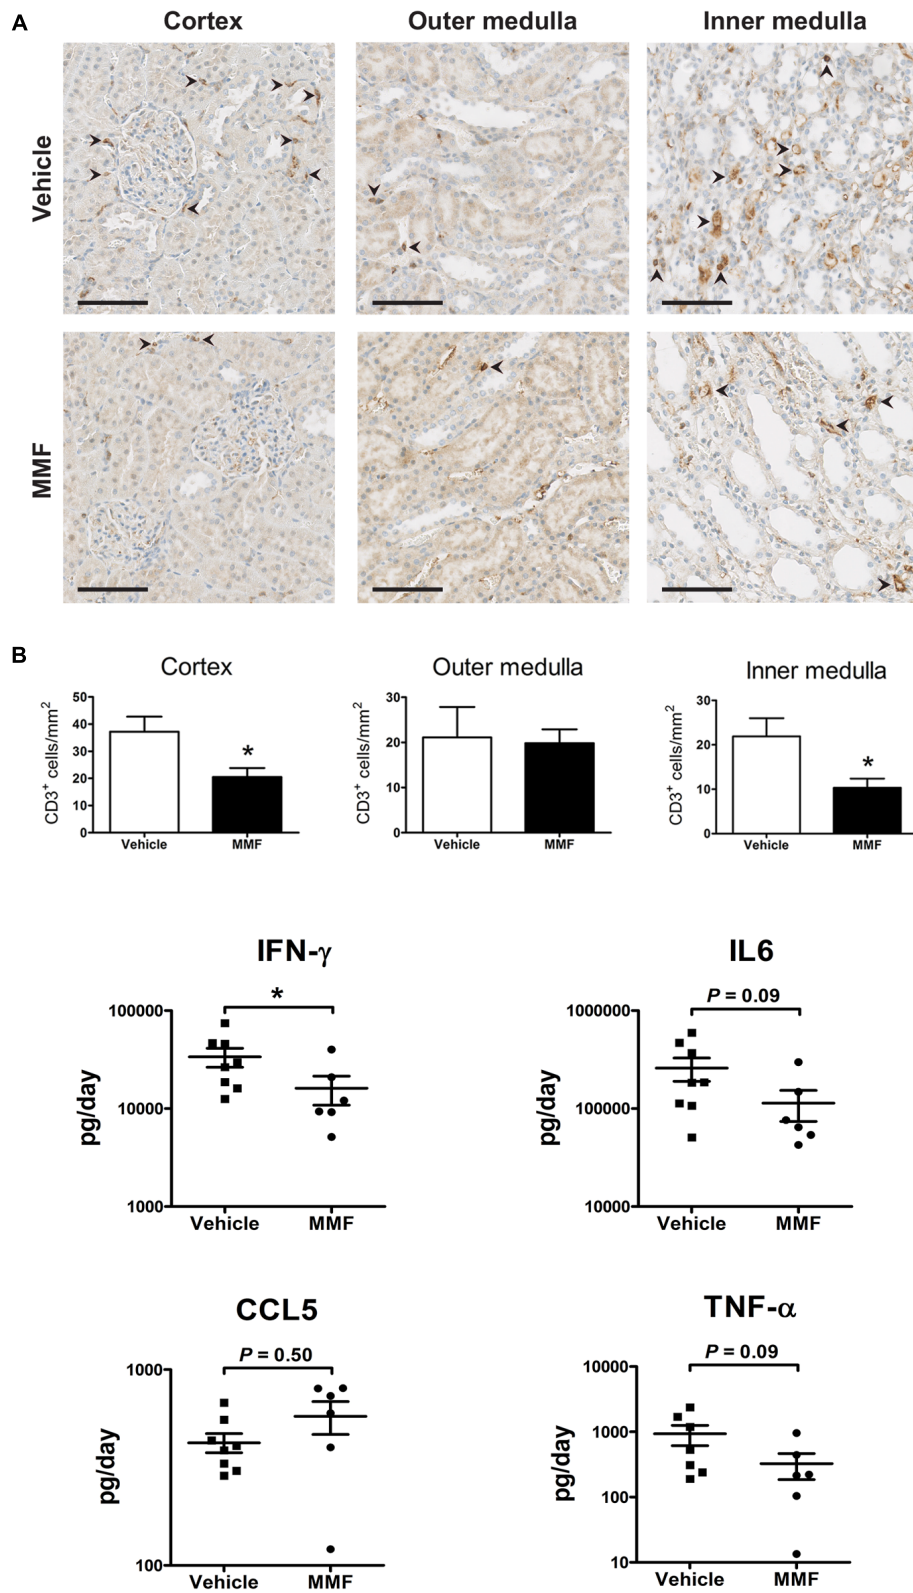 A
Cortex Outer medulla Inner medulla
Vehicle
MMF
B
Cortex
CD3+ cells/mm2
50
40
30
20
10
0
*
Vehicle MMF
Outer medulla
CD3+ cells/mm2
30
20
10
0
Vehicle MMF
Inner medulla
CD3+ cells/mm2
30
20
10
0
*
Vehicle MMF
IFN-γ
*
pg/day
100000
10000
1000
Vehicle MMF
IL6
P = 0.09
pg/day
1000000
100000
10000
Vehicle MMF
CCL5
P = 0.50
pg/day
1000
100
Vehicle MMF
TNF-α
P = 0.09
pg/day
10000
1000
100
10
Vehicle MMF